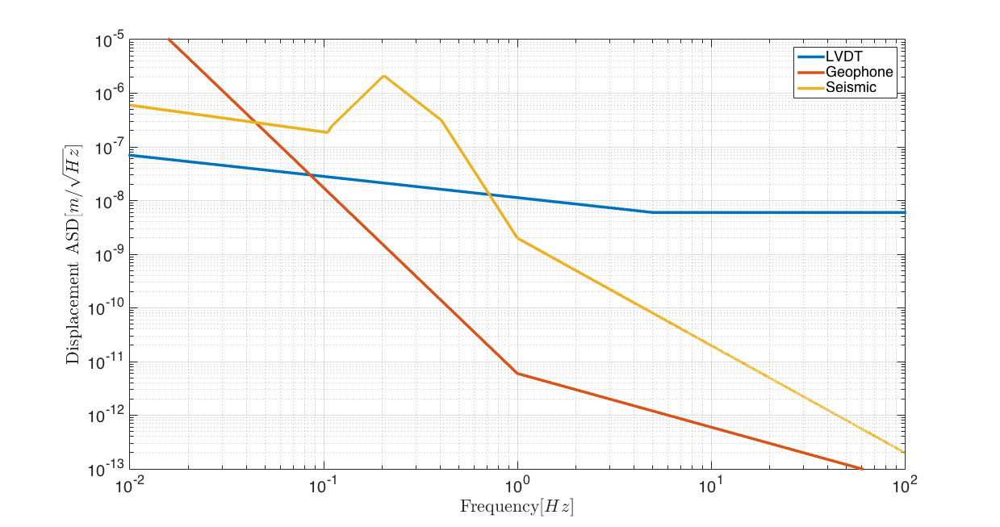 LVDT
Geophone
Seismic
Displacement ASD[m/√Hz]
10^-5
10^-6
10^-7
10^-8
10^-9
10^-10
10^-11
10^-12
10^-13
10^-2 10^-1 10^0 10^1 10^2
Frequency[Hz]